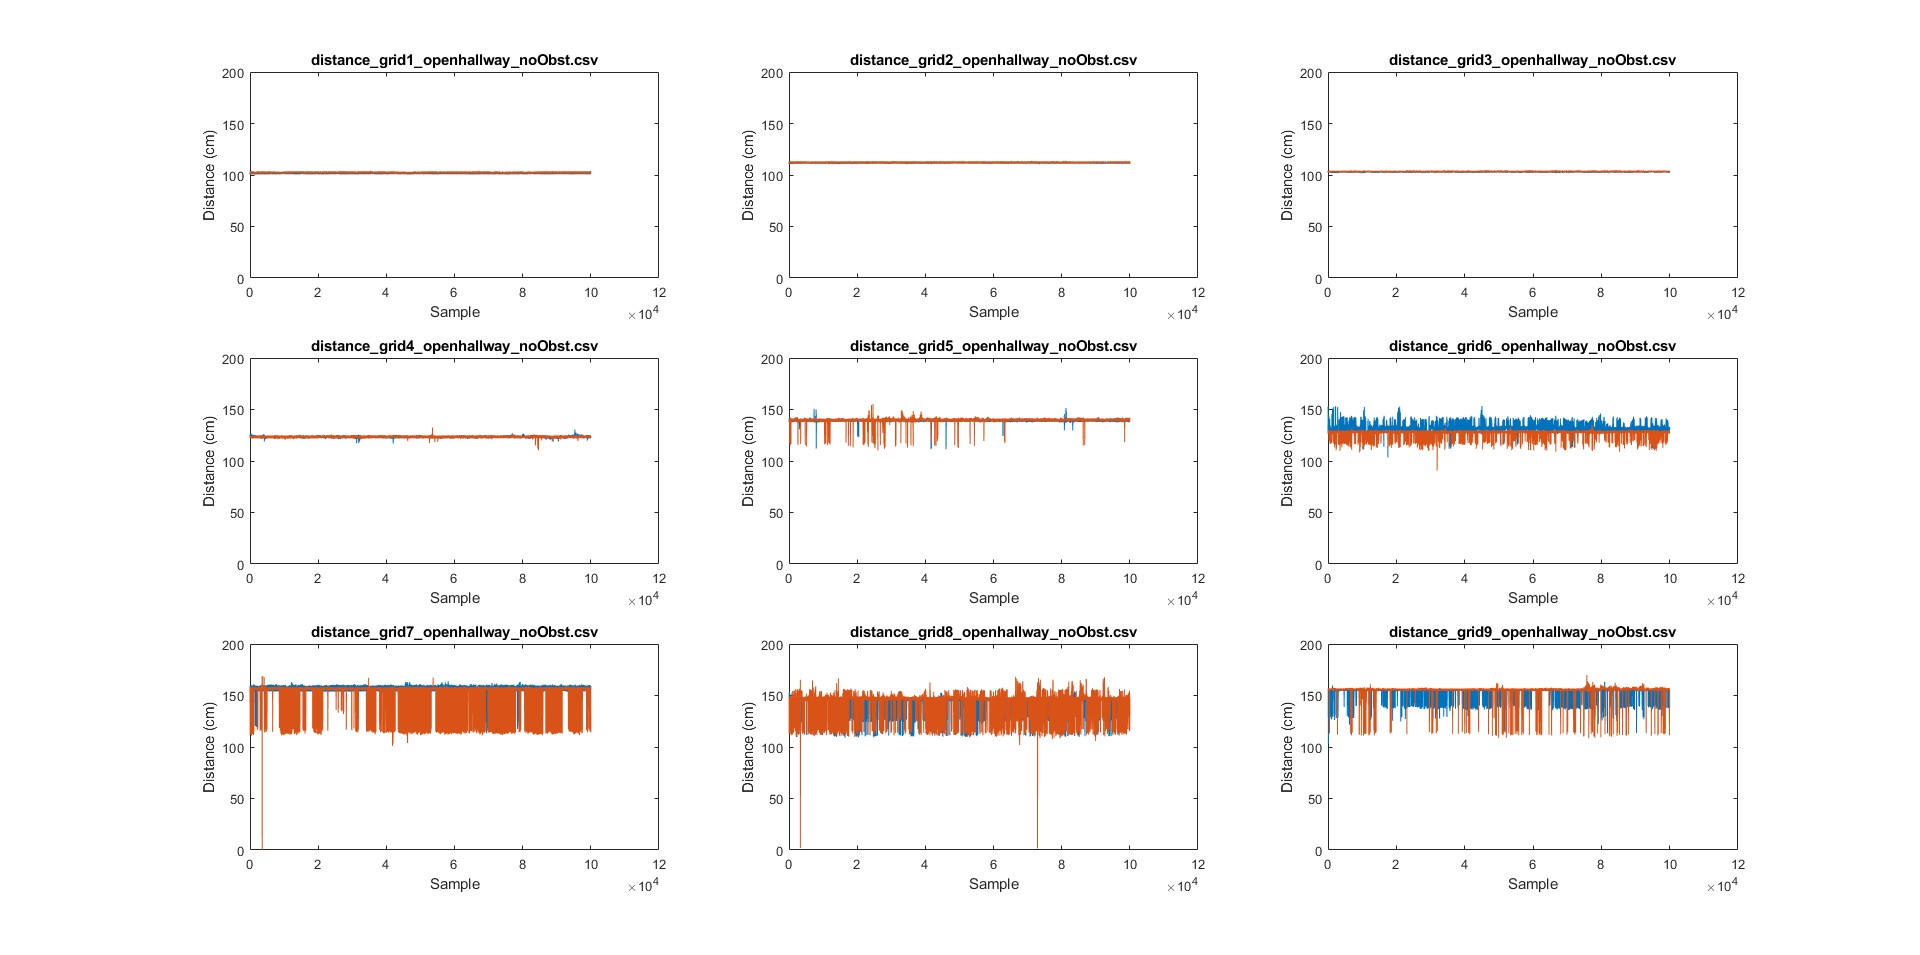 distance_grid1_openhallway_noObst.csv
200
150
100
50
0
Distance (cm)
0 2 4 6 8 10 12
Sample
×10^4
distance_grid2_openhallway_noObst.csv
200
150
100
50
0
Distance (cm)
0 2 4 6 8 10 12
Sample
×10^4
distance_grid3_openhallway_noObst.csv
200
150
100
50
0
Distance (cm)
0 2 4 6 8 10 12
Sample
×10^4
distance_grid4_openhallway_noObst.csv
200
150
100
50
0
Distance (cm)
0 2 4 6 8 10 12
Sample
×10^4
distance_grid5_openhallway_noObst.csv
200
150
100
50
0
Distance (cm)
0 2 4 6 8 10 12
Sample
×10^4
distance_grid6_openhallway_noObst.csv
200
150
100
50
0
Distance (cm)
0 2 4 6 8 10 12
Sample
×10^4
distance_grid7_openhallway_noObst.csv
200
150
100
50
0
Distance (cm)
0 2 4 6 8 10 12
Sample
×10^4
distance_grid8_openhallway_noObst.csv
200
150
100
50
0
Distance (cm)
0 2 4 6 8 10 12
Sample
×10^4
distance_grid9_openhallway_noObst.csv
200
150
100
50
0
Distance (cm)
0 2 4 6 8 10 12
Sample
×10^4